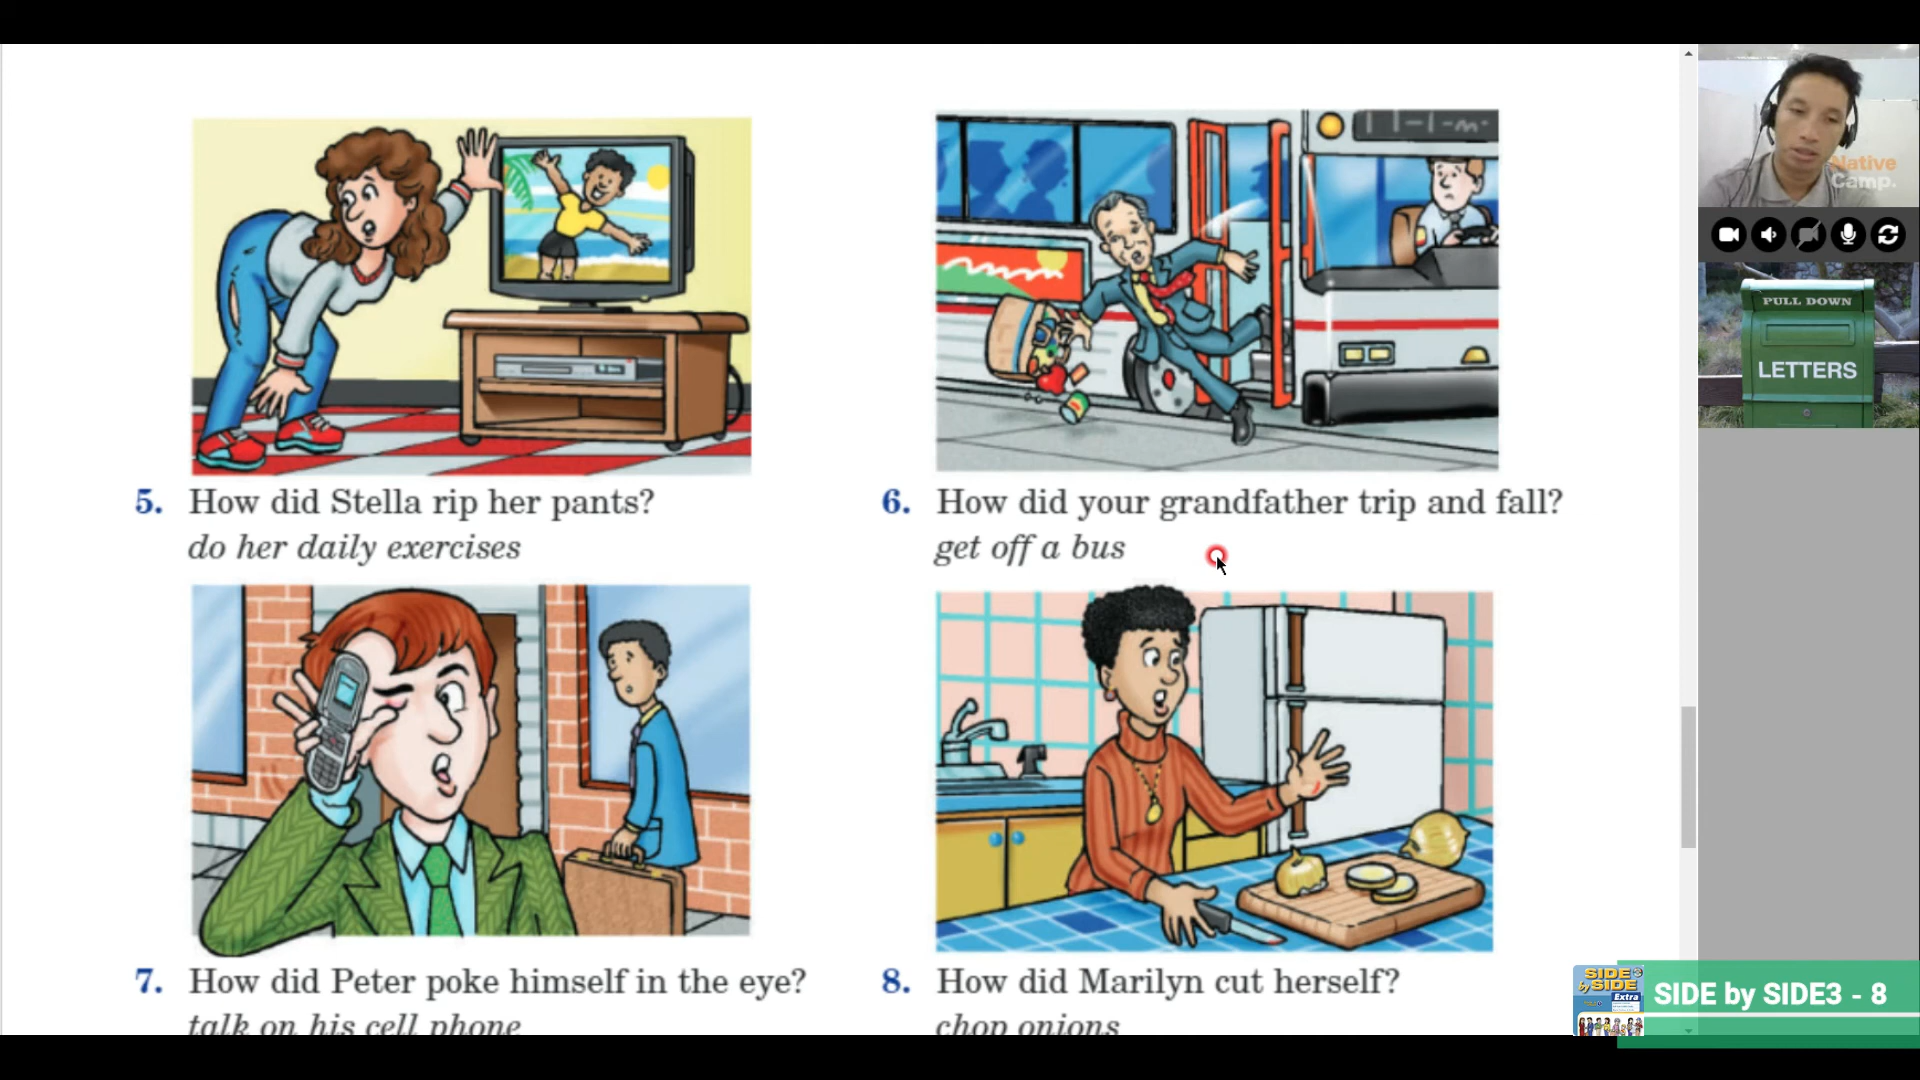 Native
Camp.
PULL DOWN
LETTERS
5. How did Stella rip her pants?
do her daily exercises
6. How did your grandfather trip and fall?
get off a bus
7. How did Peter poke himself in the eye?
talk on his cell phone
8. How did Marilyn cut herself?
chop onions
SIDE
by SIDE
Extra
SIDE by SIDE3 - 8